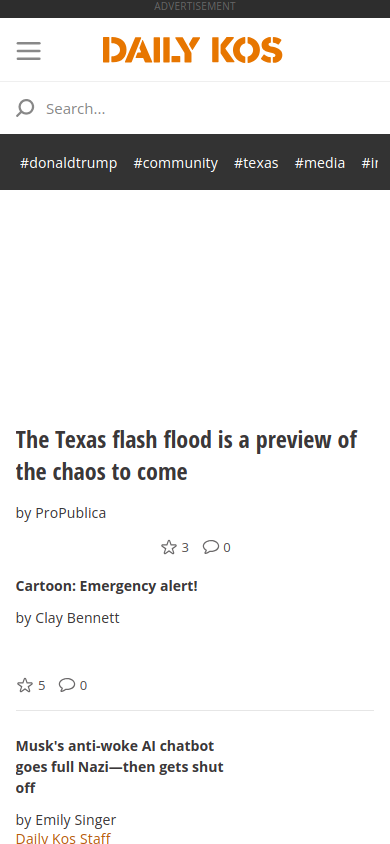 ADVERTISEMENT
DAILY KOS
Search...
#donaldtrump #community #texas #media
The Texas flash flood is a preview of
the chaos to come
by ProPublica
3 0
Cartoon: Emergency alert!
by Clay Bennett
5 0
Musk's anti-woke AI chatbot
goes full Nazi—then gets shut
off
by Emily Singer
Daily Kos Staff